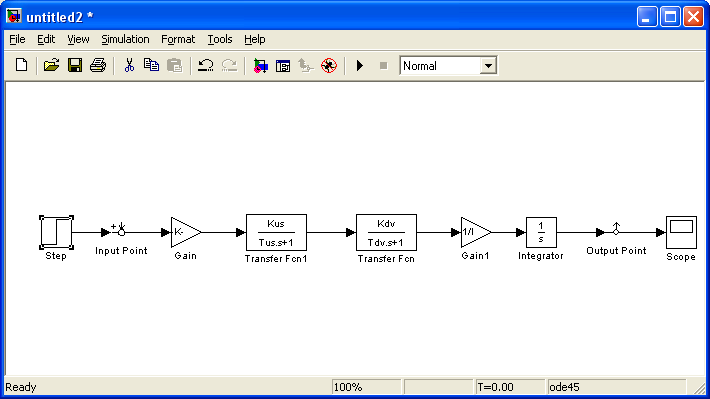 untitled2 *
File Edit View Simulation Format Tools Help
Normal
+
K-
Kus
Tus.s+1
Kdv
Tdv.s+1
1/I
1
s
Step Input Point Gain Transfer Fcn1 Transfer Fcn Gain1 Integrator Output Point Scope
Ready 100% T=0.00 ode45